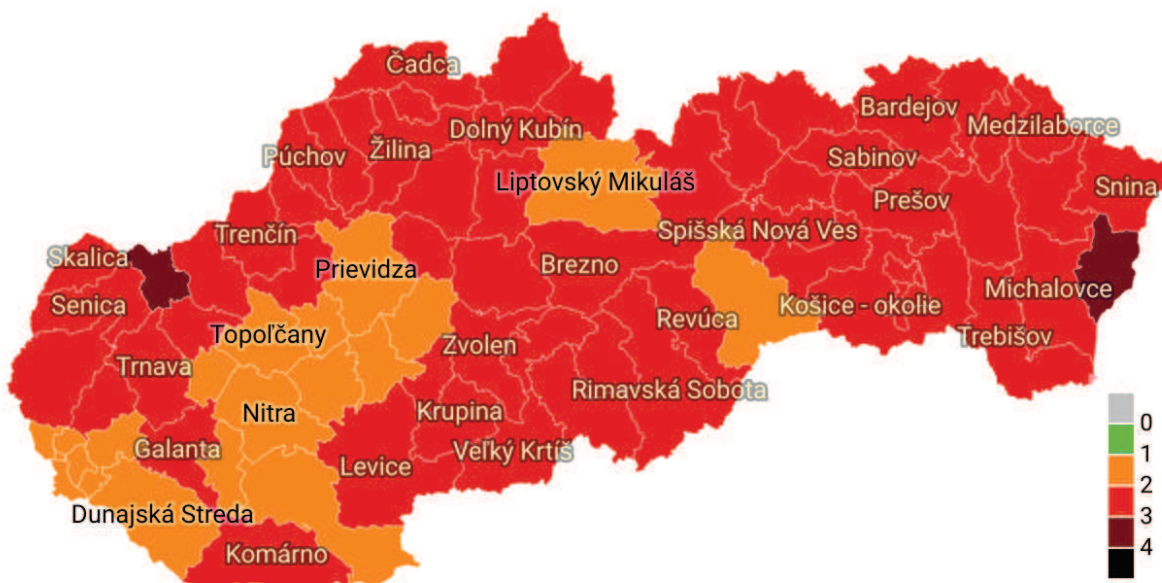 Čadca
Bardejov
Medzilaborce
Dolný Kubín
Púchov
Žilina
Sabinov
Liptovský Mikuláš
Snina
Prešov
Trenčín
Spišská Nová Ves
Skalica
Prievidza
Brezno
Michalovce
Senica
Košice - okolie
Revúca
Topoľčany
Zvolen
Trebišov
Trnava
Rimavská Sobota
Nitra
Krupina
Galanta
Veľký Krtíš
Levice
Dunajská Streda
Komárno
0
1
2
3
4